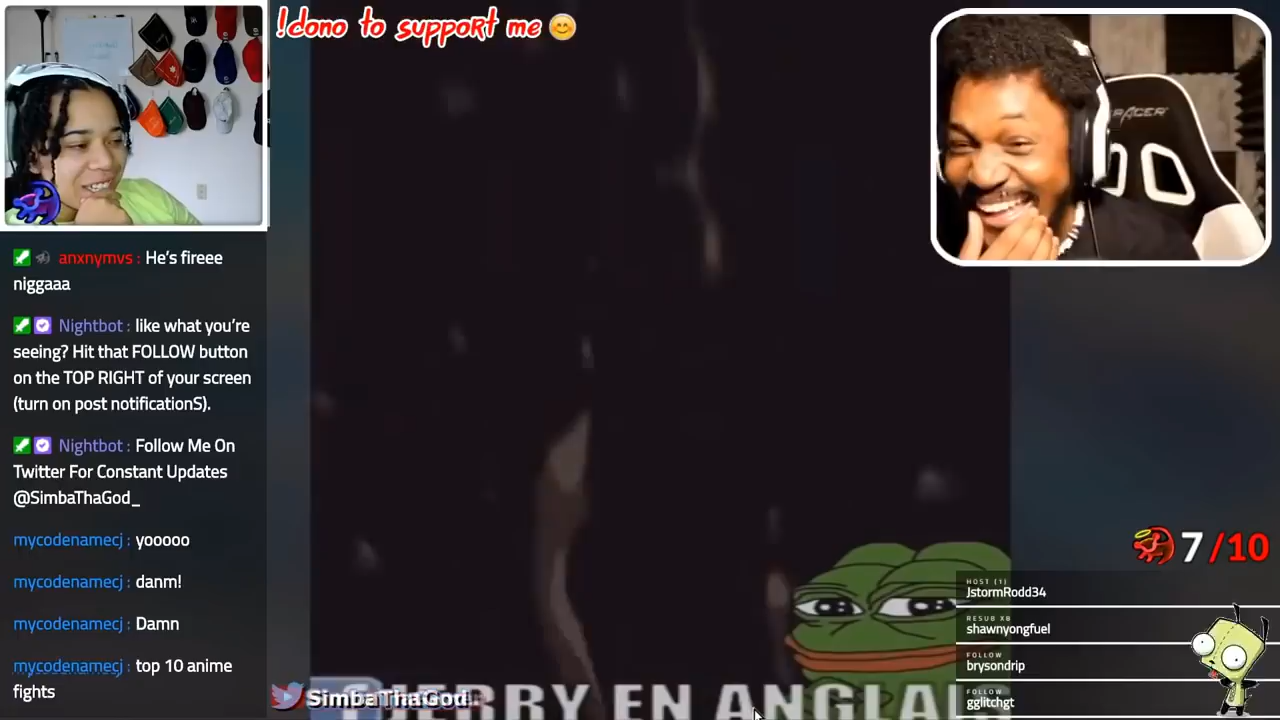 !dono to support me 😊
anxnymvs : He's fireee
niggaaa
Nightbot : like what you're
seeing? Hit that FOLLOW button
on the TOP RIGHT of your screen
(turn on post notificationS).
Nightbot : Follow Me On
Twitter For Constant Updates
@SimbaThaGod_
mycodenamecj : yooooo
mycodenamecj : danm!
mycodenamecj : Damn
mycodenamecj : top 10 anime
fights
7 /10
HOST [1]
JstormRodd34
RESUB X8
shawnyongfuel
FOLLOW
brysondrip
FOLLOW
gglitchgt
SimbaThaGod
JERRY EN ANGLAIS